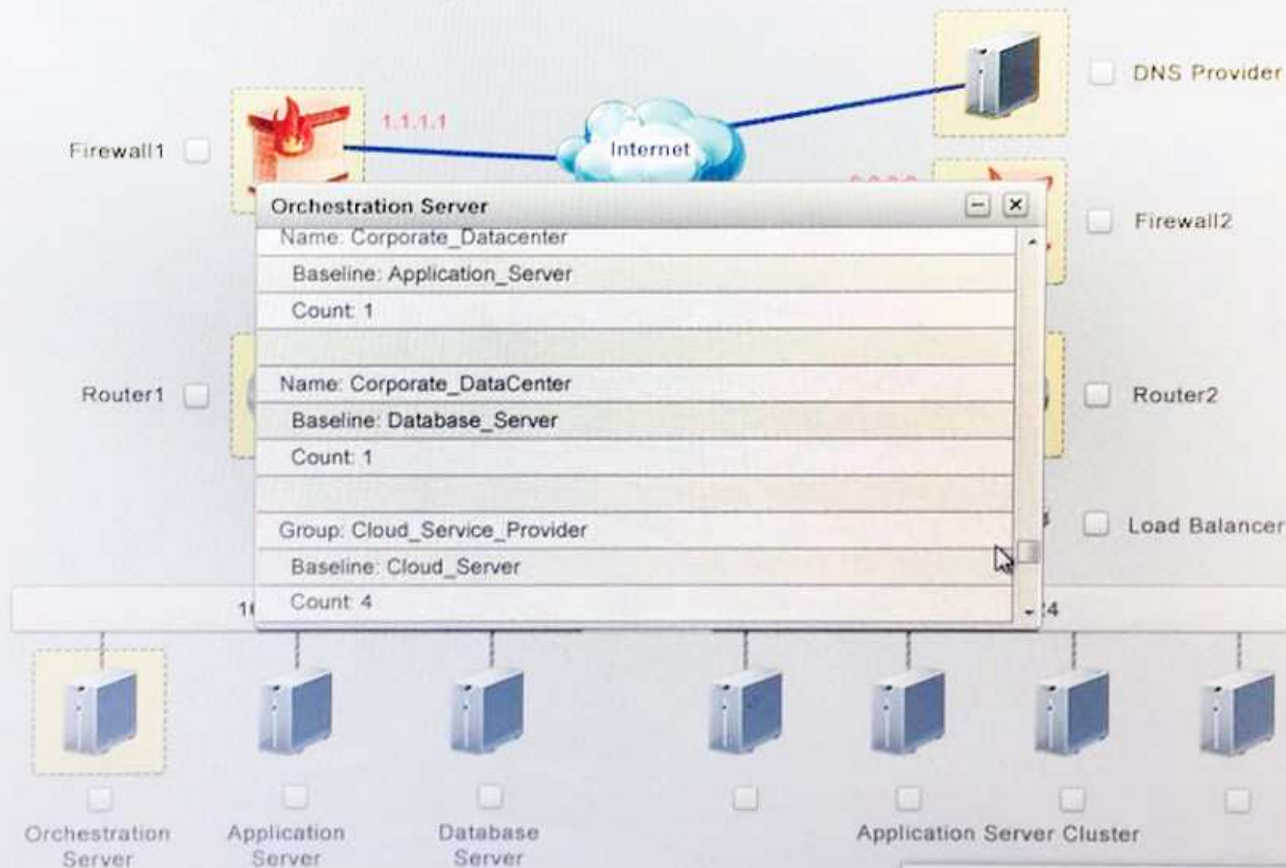 DNS Provider
Firewall1
1.1.1.1
Internet
Firewall2
Orchestration Server
Name: Corporate_Datacenter
Baseline: Application_Server
Count: 1
Name: Corporate_DataCenter
Baseline: Database_Server
Count: 1
Group: Cloud_Service_Provider
Baseline: Cloud_Server
Count: 4
Router1
Router2
Load Balancer
Orchestration
Server
Application
Server
Database
Server
Application Server Cluster